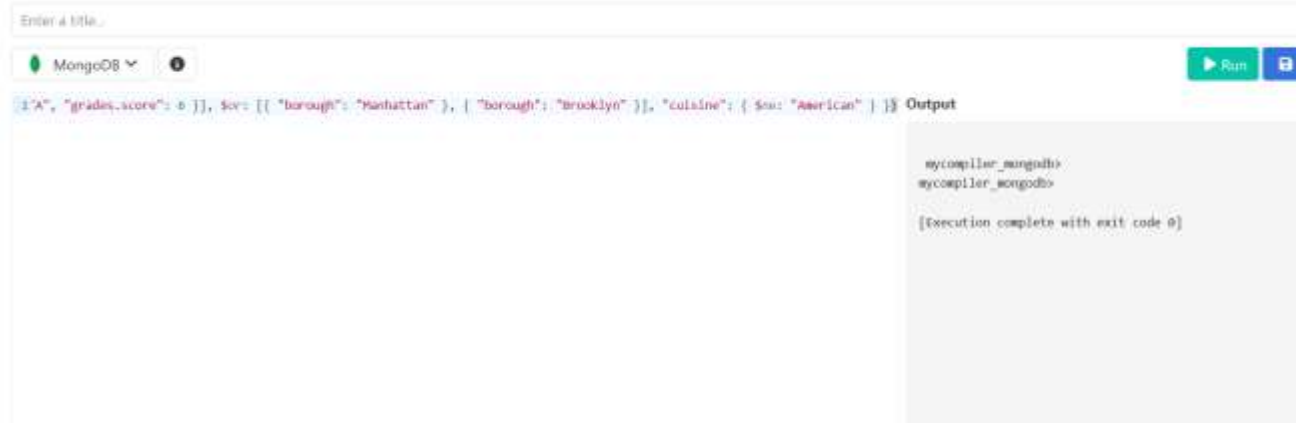 Enter a title...
MongoDB
Run
1"A", "grades.score": 6 }], $or: [{ "borough": "Manhattan" }, { "borough": "Brooklyn" }], "cuisine": { $ne: "American" } })
Output
mycompiler_mongodb>
mycompiler_mongodb>
[Execution complete with exit code 0]